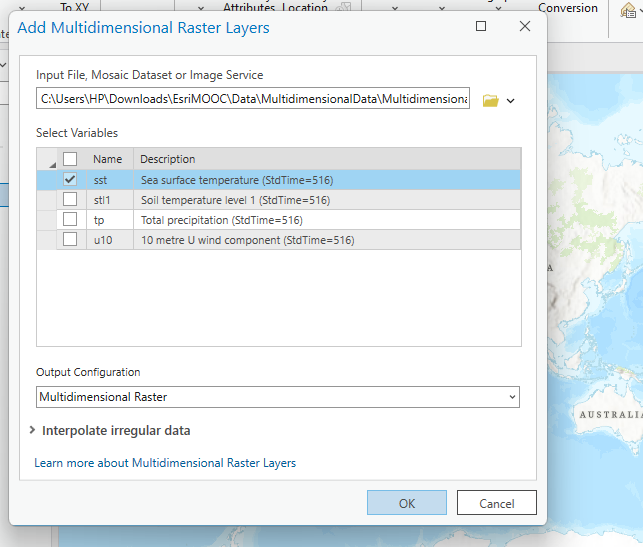 To XY
Attributes Location
Conversion
Add Multidimensional Raster Layers
Input File, Mosaic Dataset or Image Service
C:\Users\HP\Downloads\EsriMOOC\Data\MultidimensionalData\Multidimensiona
Select Variables
Name Description
sst Sea surface temperature (StdTime=516)
stl1 Soil temperature level 1 (StdTime=516)
tp Total precipitation (StdTime=516)
u10 10 metre U wind component (StdTime=516)
Output Configuration
Multidimensional Raster
Interpolate irregular data
AUSTRALIA
Learn more about Multidimensional Raster Layers
OK Cancel